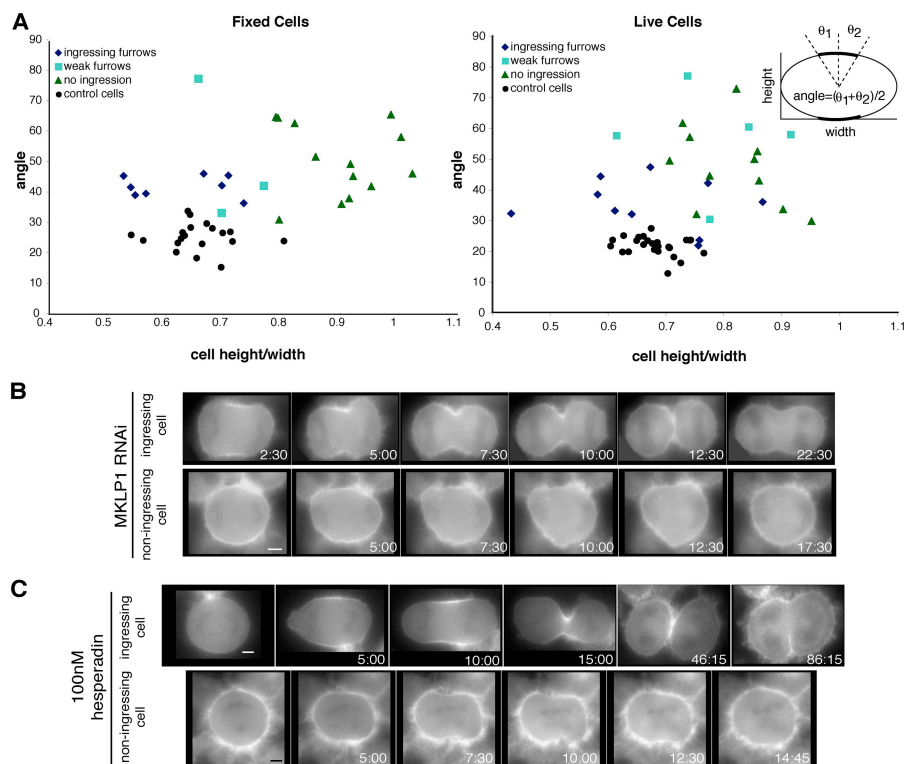 A
Fixed Cells
90
80
70
60
50
40
30
20
10
0
0.4
0.5
0.6
0.7
0.8
0.9
1
1.1
angle
cell height/width
ingressing furrows
weak furrows
no ingression
control cells
Live Cells
90
80
70
60
50
40
30
20
10
0
0.4
0.5
0.6
0.7
0.8
0.9
1
1.1
angle
cell height/width
ingressing furrows
weak furrows
no ingression
control cells
θ1 θ2
height
angle=(θ1+θ2)/2
width
B
MKLP1 RNAi
ingressing
cell
2:30
5:00
7:30
10:00
12:30
22:30
non-ingressing
cell
5:00
7:30
10:00
12:30
17:30
C
100nM
hesperadin
ingressing
cell
5:00
10:00
15:00
46:15
86:15
non-ingressing
cell
5:00
7:30
10:00
12:30
14:45